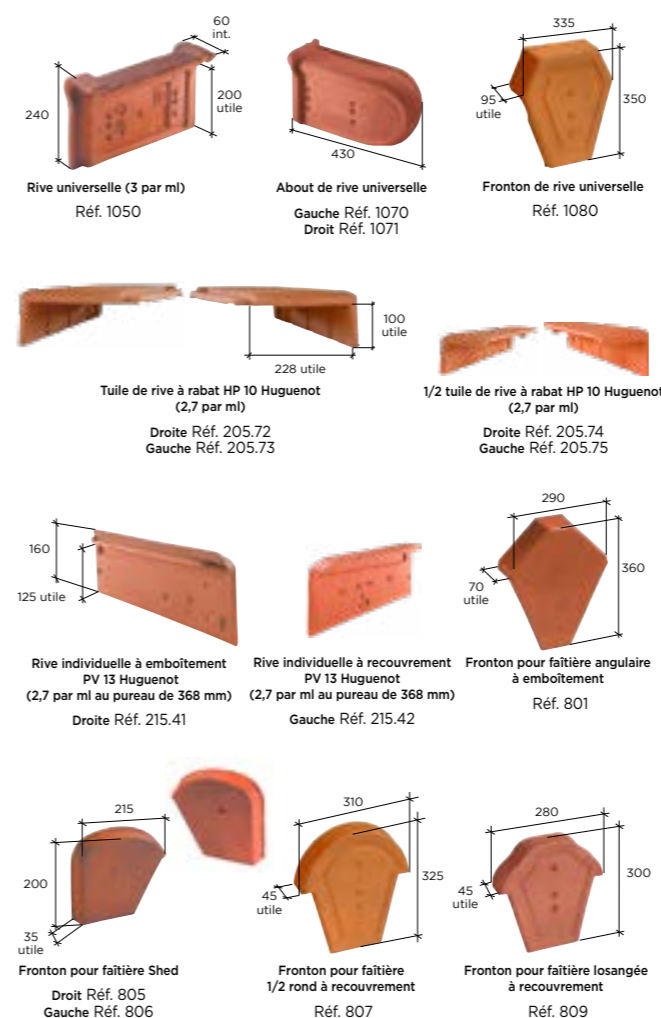 60
int.
240
200
utile
Rive universelle (3 par ml)
Réf. 1050
430
About de rive universelle
Gauche Réf. 1070
Droit Réf. 1071
335
95
utile
350
Fronton de rive universelle
Réf. 1080
100
utile
228 utile
Tuile de rive à rabat HP 10 Huguenot
(2,7 par ml)
Droite Réf. 205.72
Gauche Réf. 205.73
1/2 tuile de rive à rabat HP 10 Huguenot
(2,7 par ml)
Droite Réf. 205.74
Gauche Réf. 205.75
160
125 utile
Rive individuelle à emboîtement
PV 13 Huguenot
(2,7 par ml au pureau de 368 mm)
Droite Réf. 215.41
Rive individuelle à recouvrement
PV 13 Huguenot
(2,7 par ml au pureau de 368 mm)
Gauche Réf. 215.42
290
70
utile
360
Fronton pour faîtière angulaire
à emboîtement
Réf. 801
215
200
35
utile
Fronton pour faîtière Shed
Droit Réf. 805
Gauche Réf. 806
310
45
utile
325
Fronton pour faîtière
1/2 rond à recouvrement
Réf. 807
280
45
utile
300
Fronton pour faîtière losangée
à recouvrement
Réf. 809